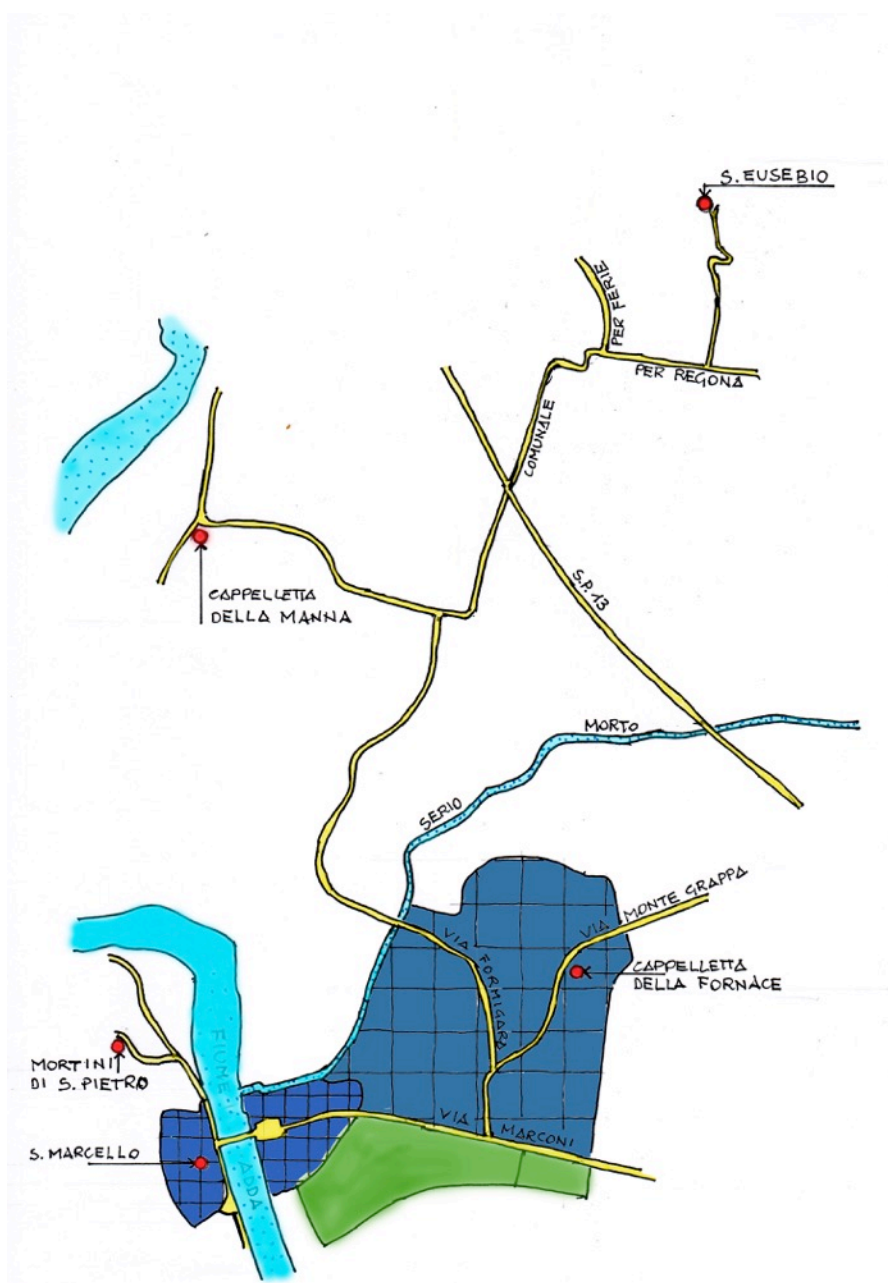 S. EUSEBIO
PER FERIE
PER REGONA
COMUNALE
S.P. 13
CAPPELLETTA
DELLA MANNA
MORTO
SERIO
VIA MONTE GRAPPA
VIA FORMIGARA
CAPPELLETTA
DELLA FORNACE
FIUME ADDA
MORTINI
DI S. PIETRO
VIA MARCONI
S. MARCELLO